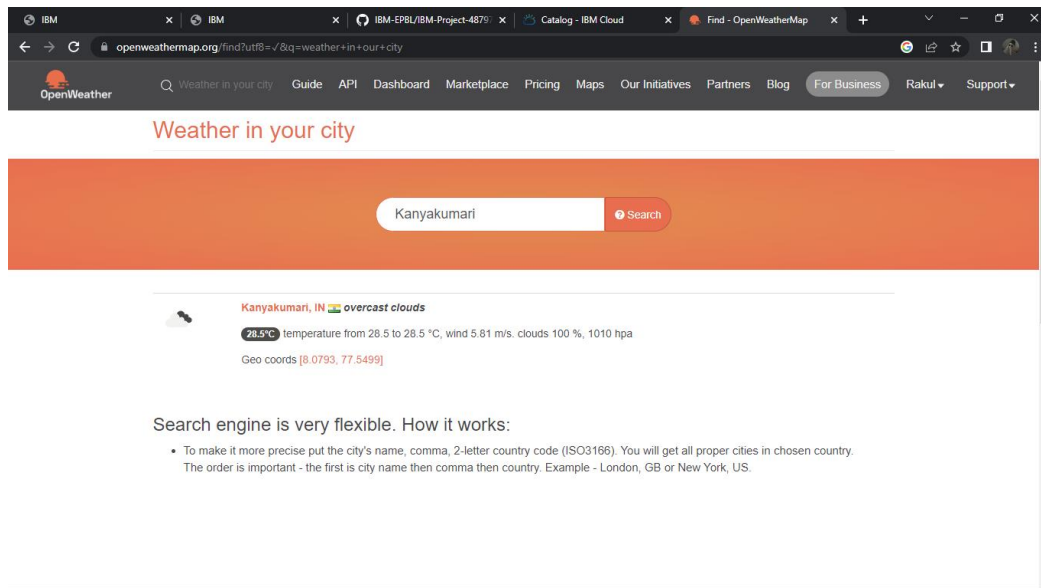 IBM
IBM
IBM-EPBL/IBM-Project-4879
Catalog - IBM Cloud
Find - OpenWeatherMap
openweathermap.org/find?utf8=✓&q=weather+in+our+city
OpenWeather
Weather in your city
Guide
API
Dashboard
Marketplace
Pricing
Maps
Our Initiatives
Partners
Blog
For Business
Rakul
Support
Weather in your city
Kanyakumari
Search
Kanyakumari, IN overcast clouds
28.5°C temperature from 28.5 to 28.5 °C, wind 5.81 m/s. clouds 100 %, 1010 hpa
Geo coords [8.0793, 77.5499]
Search engine is very flexible. How it works:
• To make it more precise put the city's name, comma, 2-letter country code (ISO3166). You will get all proper cities in chosen country.
The order is important - the first is city name then comma then country. Example - London, GB or New York, US.